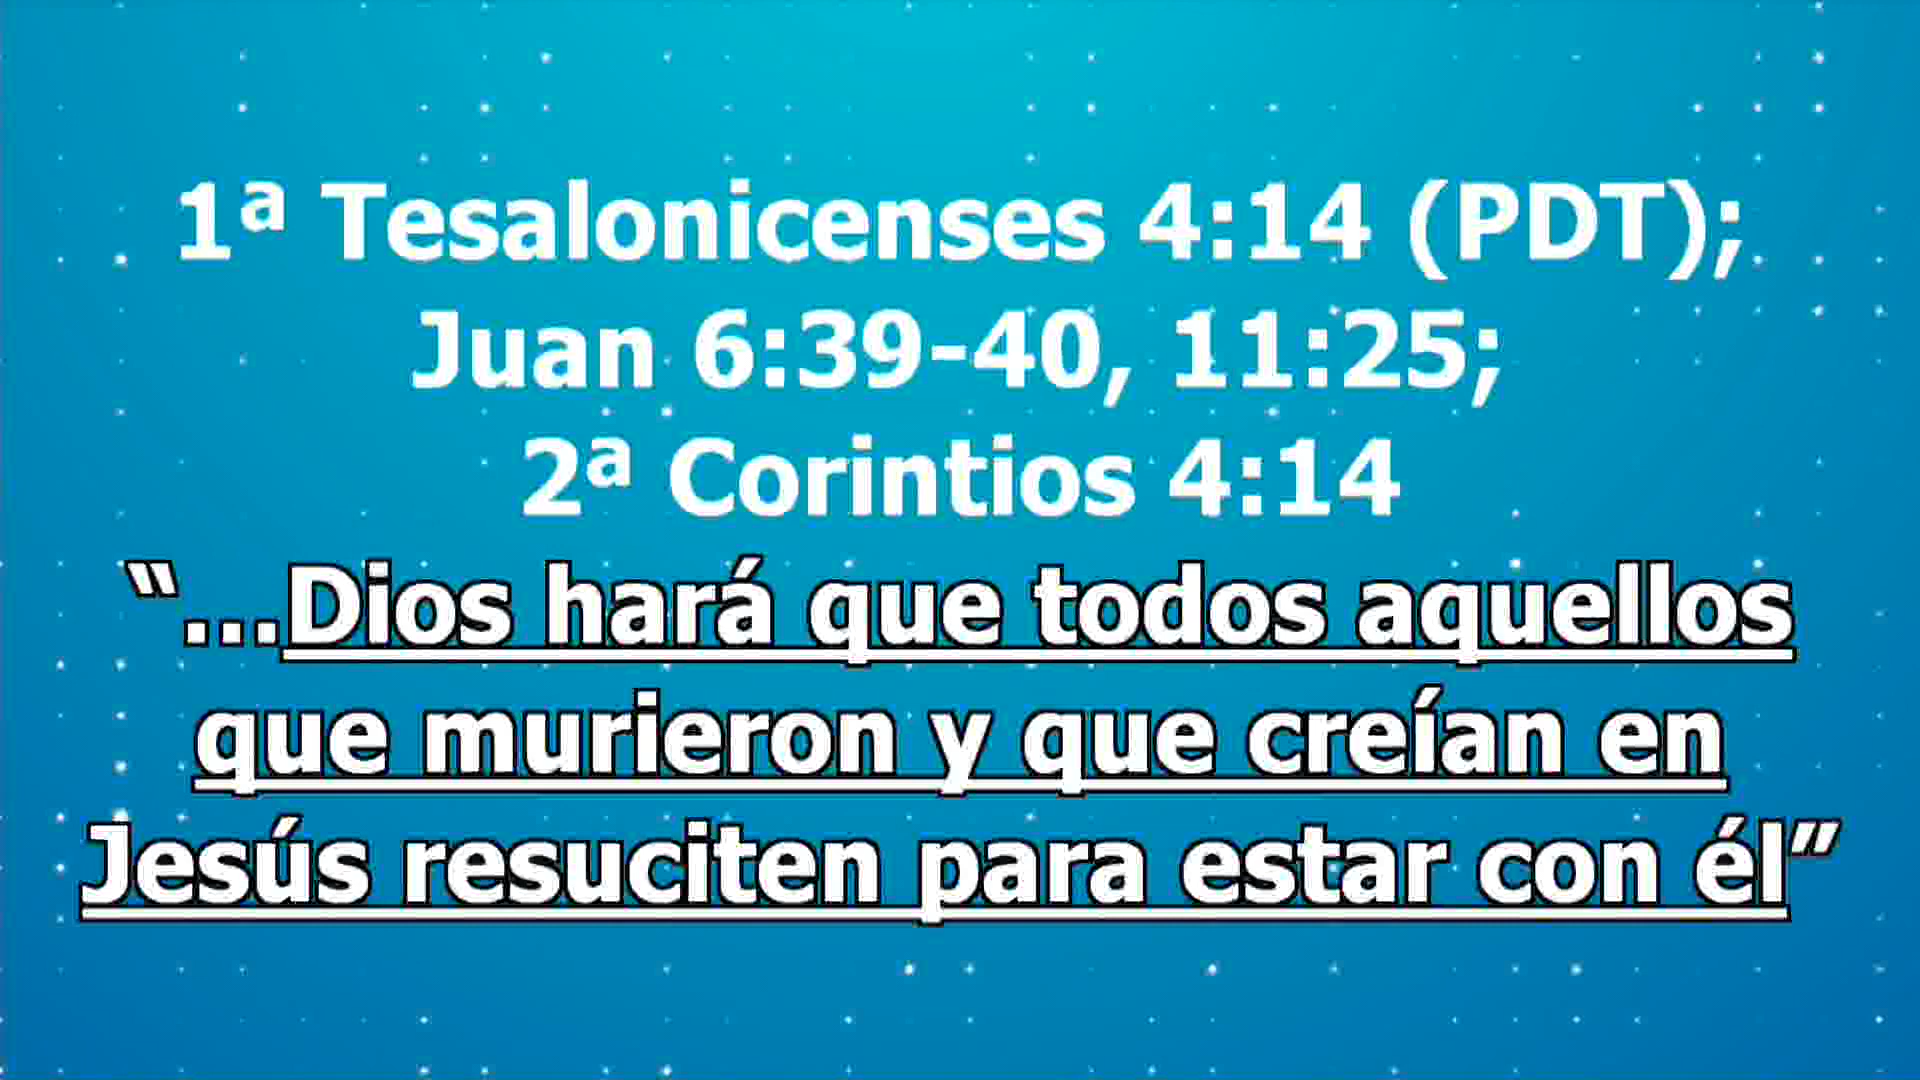 1ª Tesalonicenses 4:14 (PDT);
Juan 6:39-40, 11:25;
2ª Corintios 4:14
“...Dios hará que todos aquellos
que murieron y que creían en
Jesús resuciten para estar con él”